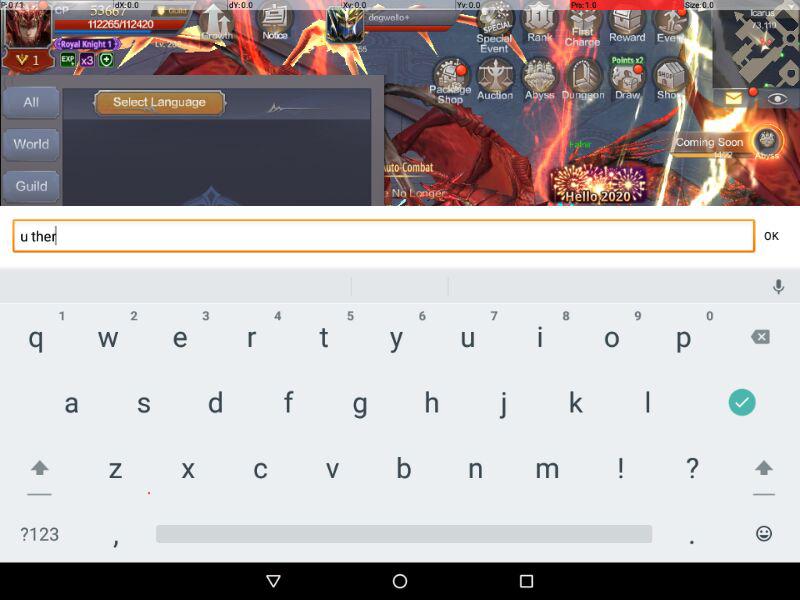 P: 0 / 1 dX: 0.0 dY: 0.0 Xv: 0.0 Yv: 0.0 Prs: 1.0 Size: 0.0
CP 53667 Guild
112265/112420
Royal Knight 1
1 EXP x3
Growth
Notice
degwello+
SPECIAL
Special
Event
Rank
First
Charge
Reward
Icarus
Package
Shop
Auction
Abyss
Dungeon
Points x2
Draw
SHOP
All
World
Guild
Select Language
Coming Soon
Abyss
Auto-Combat
e No Longer
Hello 2020
u ther
OK
1 2 3 4 5 6 7 8 9 0
q w e r t y u i o p
a s d f g h j k l
z x c v b n m ! ?
?123 , .